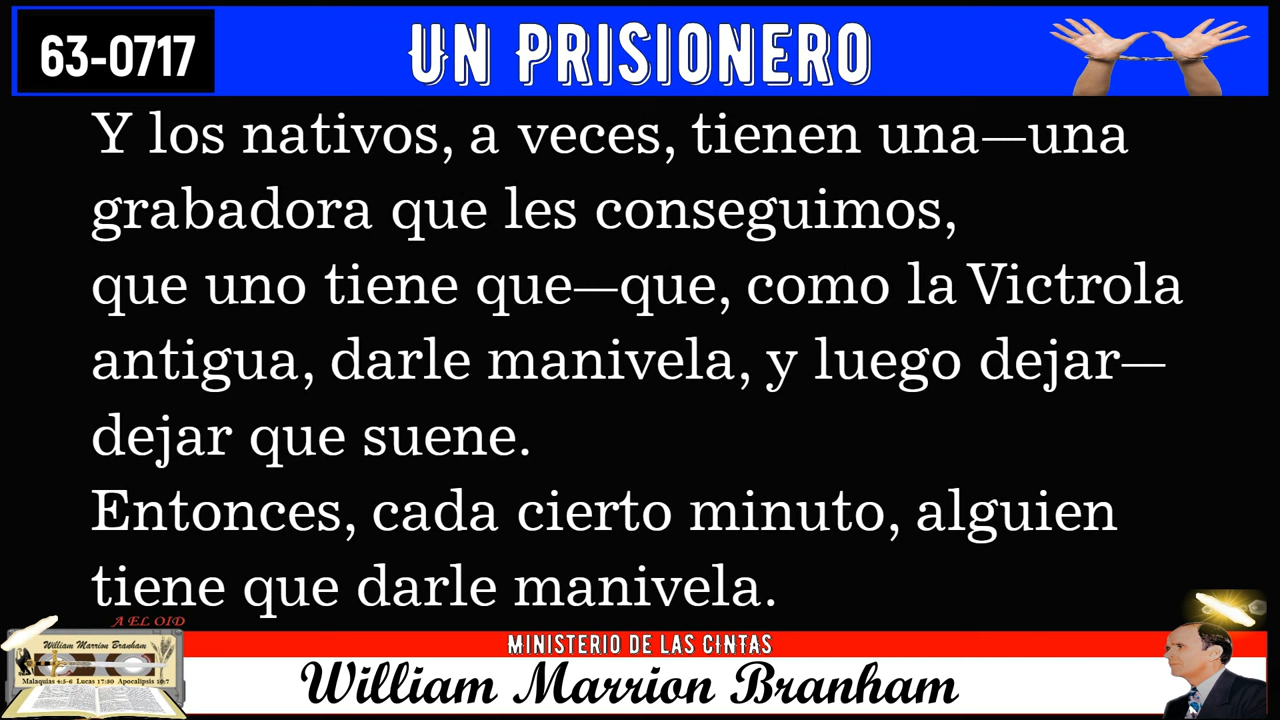 63-0717
UN PRISIONERO
Y los nativos, a veces, tienen una—una
grabadora que les conseguimos,
que uno tiene que—que, como la Victrola
antigua, darle manivela, y luego dejar—
dejar que suene.
Entonces, cada cierto minuto, alguien
tiene que darle manivela.
A EL OID
William Marrion Branham
Malaquias 4:5-6 Lucas 17:30 Apocalipsis 10:7
MINISTERIO DE LAS CINTAS
William Marrion Branham